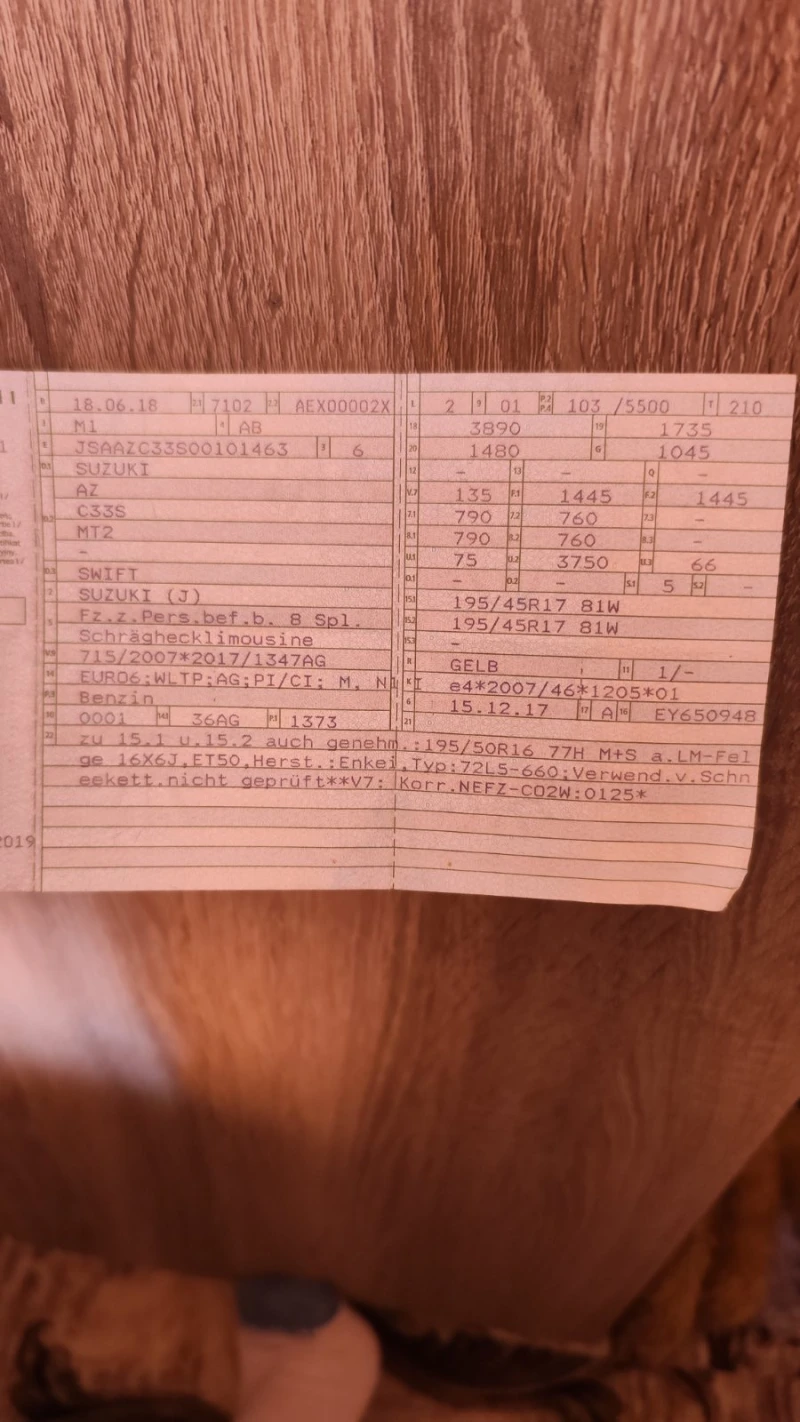 18.06.18 7102 AEX00002X
M1 AB
JSAAZC33S00101463 6
SUZUKI
AZ
C33S
MT2
-
SWIFT
SUZUKI (J)
Fz.z.Pers.bef.b. 8 Spl.
Schräghecklimousine
715/2007*2017/1347AG
EURO6;WLTP;AG;PI/CI; M, N1 I
Benzin
0001 36AG 1373
2 01 103 /5500 210
3890 1735
1480 1045
- - -
135 1445 1445
790 760 -
790 760 -
75 3750 66
- - 5 -
195/45R17 81W
195/45R17 81W
-
GELB 1/-
e4*2007/46*1205*01
15.12.17 A EY650948
zu 15.1 u.15.2 auch genehm.:195/50R16 77H M+S a.LM-Fel
ge 16X6J,ET50,Herst.:Enkei,Typ:72L5-660;Verwend.v.Schn
eekett.nicht geprüft**V7: Korr.NEFZ-CO2W:0125*
2019